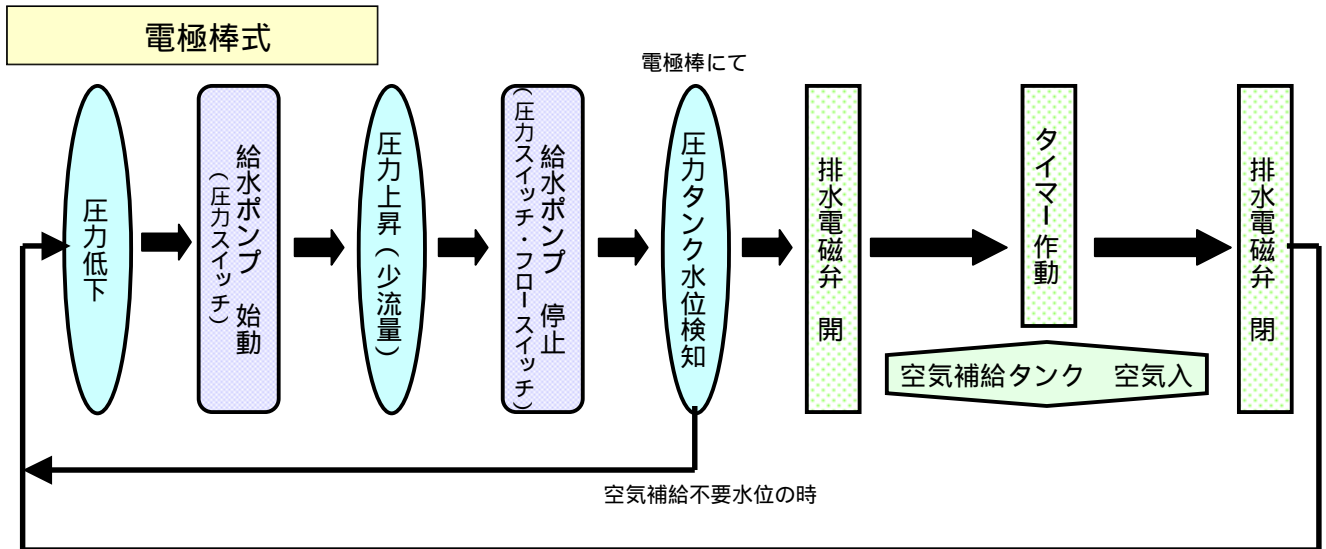 電極棒式
電極棒にて
圧力低下
給水ポンプ　始動
（圧力スイッチ）
圧力上昇（少流量）
給水ポンプ　停止
（圧力スイッチ・フロースイッチ）
圧力タンク水位検知
排水電磁弁　開
タイマー作動
空気補給タンク　空気入
排水電磁弁　閉
空気補給不要水位の時